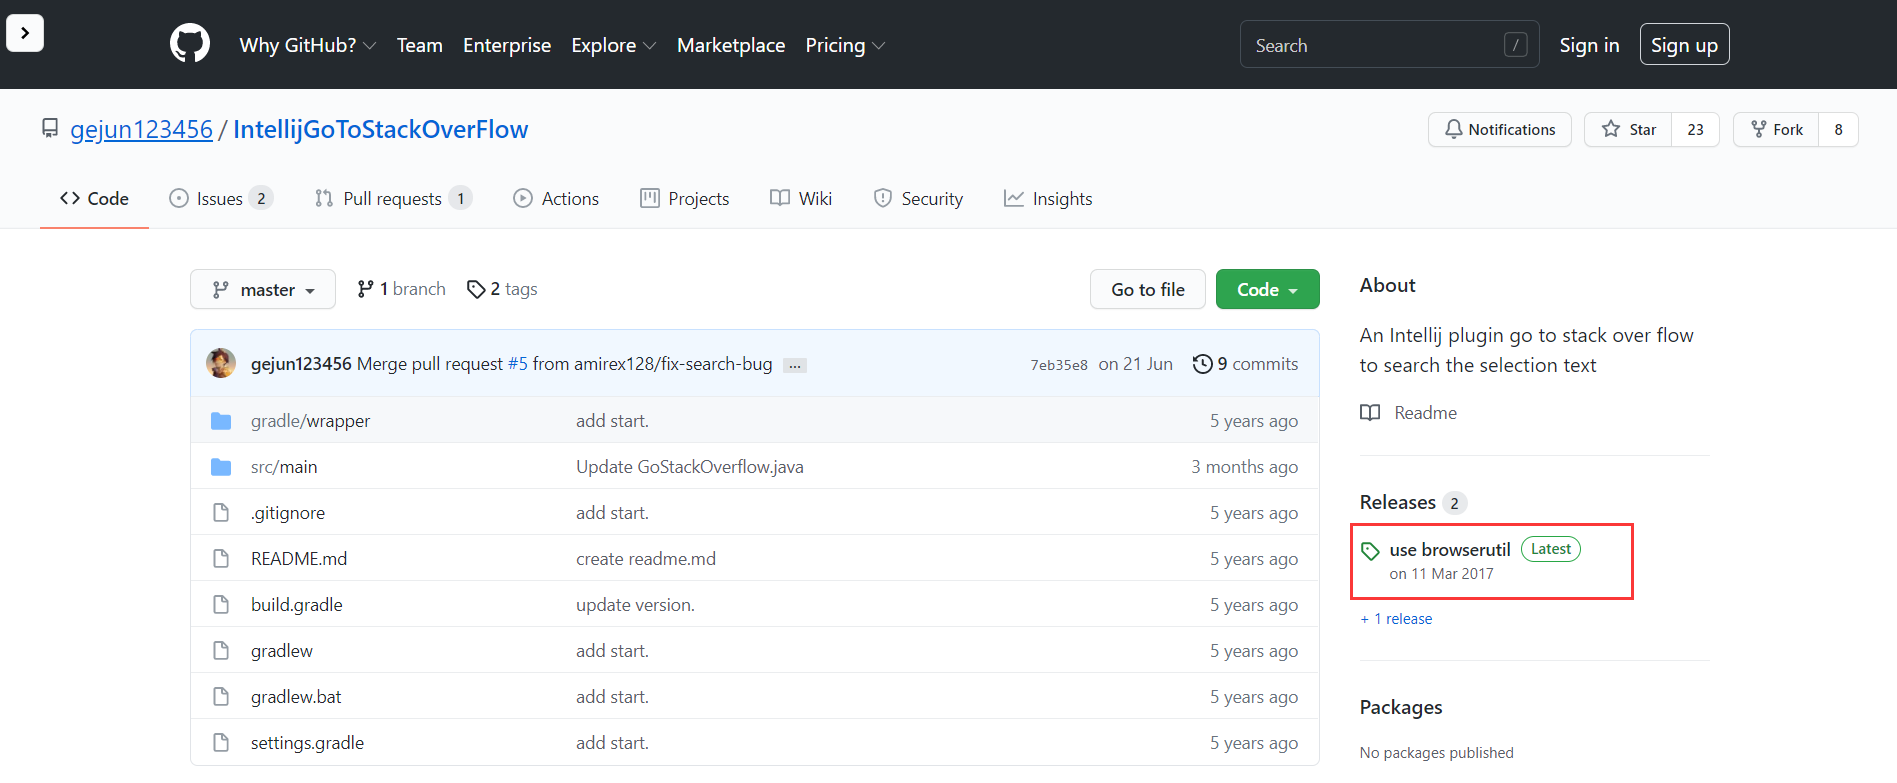 Why GitHub? Team Enterprise Explore Marketplace Pricing Search / Sign in Sign up
gejun123456 / IntellijGoToStackOverFlow Notifications Star 23 Fork 8
Code Issues 2 Pull requests 1 Actions Projects Wiki Security Insights
master 1 branch 2 tags Go to file Code
gejun123456 Merge pull request #5 from amirex128/fix-search-bug ... 7eb35e8 on 21 Jun 9 commits
gradle/wrapper add start. 5 years ago
src/main Update GoStackOverflow.java 3 months ago
.gitignore add start. 5 years ago
README.md create readme.md 5 years ago
build.gradle update version. 5 years ago
gradlew add start. 5 years ago
gradlew.bat add start. 5 years ago
settings.gradle add start. 5 years ago
About
An Intellij plugin go to stack over flow
to search the selection text
Readme
Releases 2
use browserutil Latest
on 11 Mar 2017
+ 1 release
Packages
No packages published